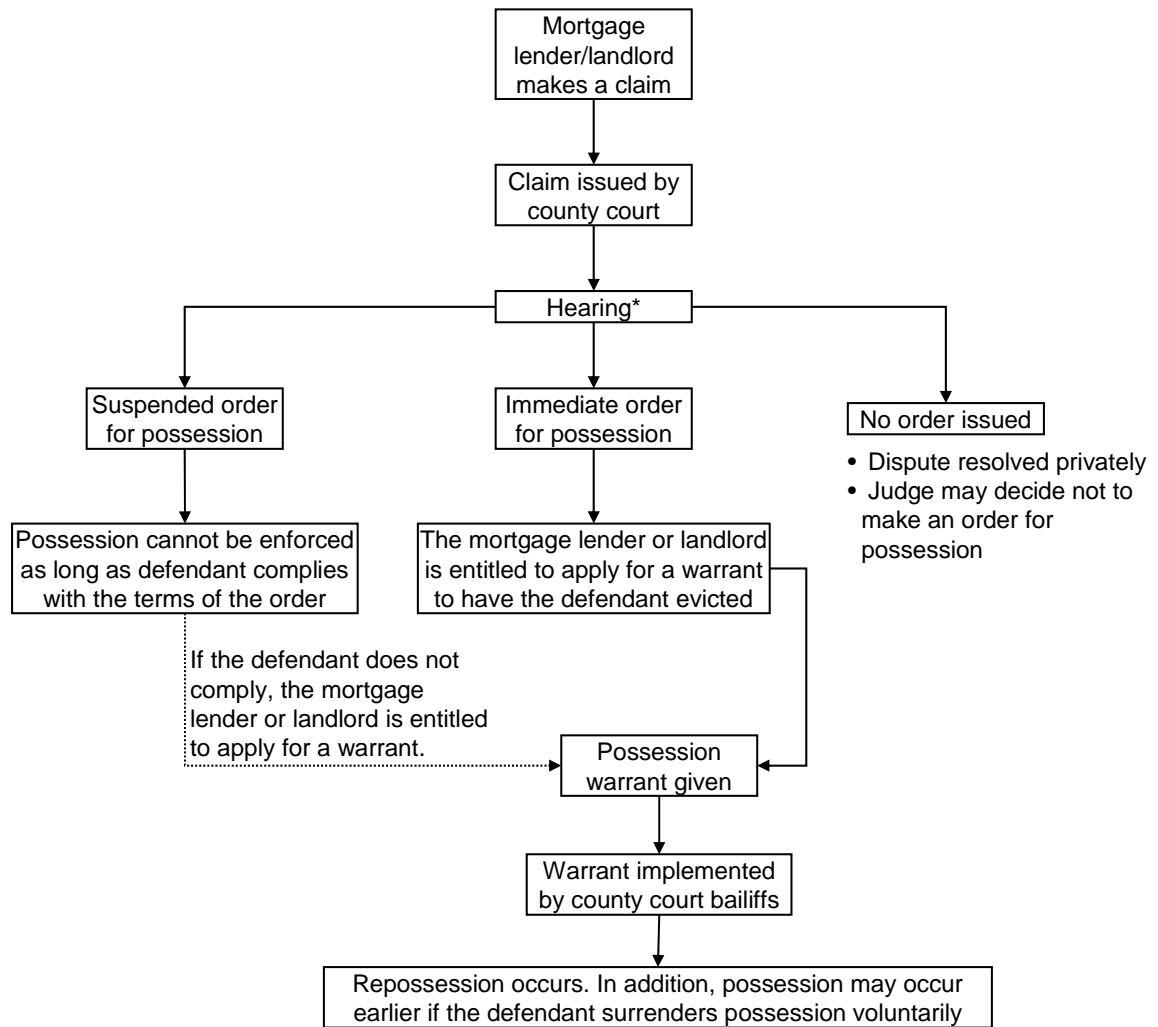 Mortgage
lender/landlord
makes a claim
Claim issued by
county court
Hearing*
Suspended order
for possession
Immediate order
for possession
No order issued
• Dispute resolved privately
• Judge may decide not to
make an order for
possession
Possession cannot be enforced
as long as defendant complies
with the terms of the order
The mortgage lender or landlord
is entitled to apply for a warrant
to have the defendant evicted
If the defendant does not
comply, the mortgage
lender or landlord is entitled
to apply for a warrant.
Possession
warrant given
Warrant implemented
by county court bailiffs
Repossession occurs. In addition, possession may occur
earlier if the defendant surrenders possession voluntarily